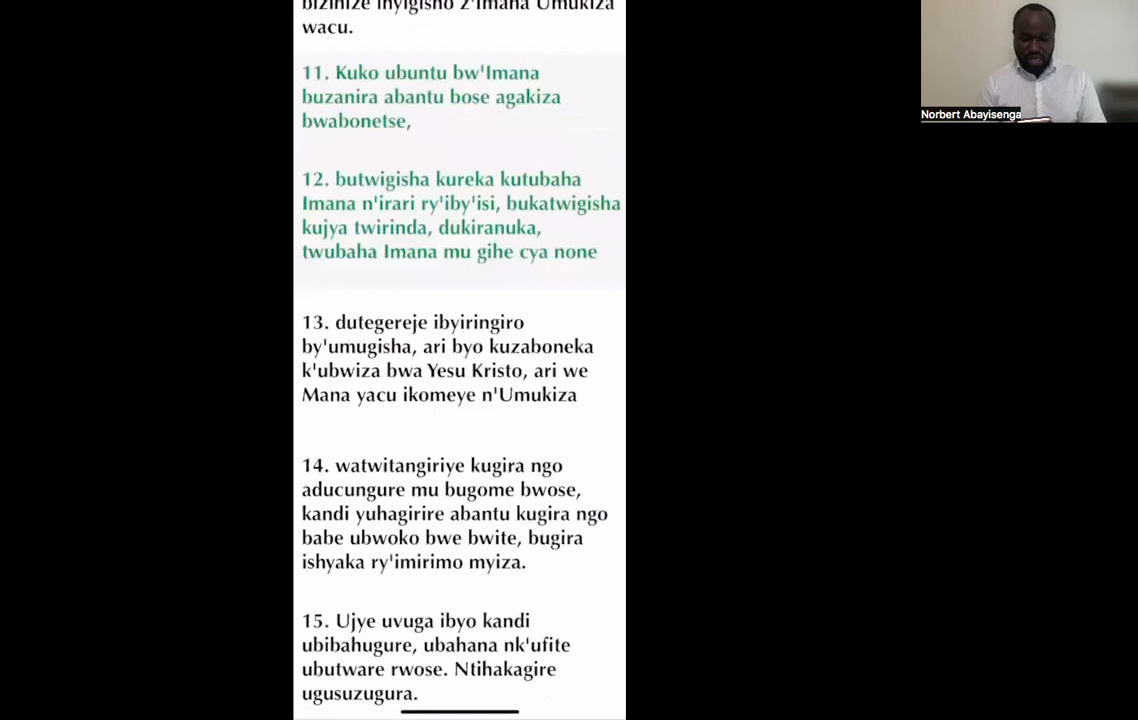 bizinize inyigisho z'Imana Umukiza
wacu.
11. Kuko ubuntu bw'Imana
buzanira abantu bose agakiza
bwabonetse,
12. butwigisha kureka kutubaha
Imana n'irari ry'iby'isi, bukatwigisha
kujya twirinda, dukiranuka,
twubaha Imana mu gihe cya none
13. dutegereje ibyiringiro
by'umugisha, ari byo kuzaboneka
k'ubwiza bwa Yesu Kristo, ari we
Mana yacu ikomeye n'Umukiza
14. watwitangiriye kugira ngo
aducungure mu bugome bwose,
kandi yuhagirire abantu kugira ngo
babe ubwoko bwe bwite, bugira
ishyaka ry'imirimo myiza.
15. Ujye uvuga ibyo kandi
ubibahugure, ubahana nk'ufite
ubutware rwose. Ntihakagire
ugusuzugura.
Norbert Abayisenga